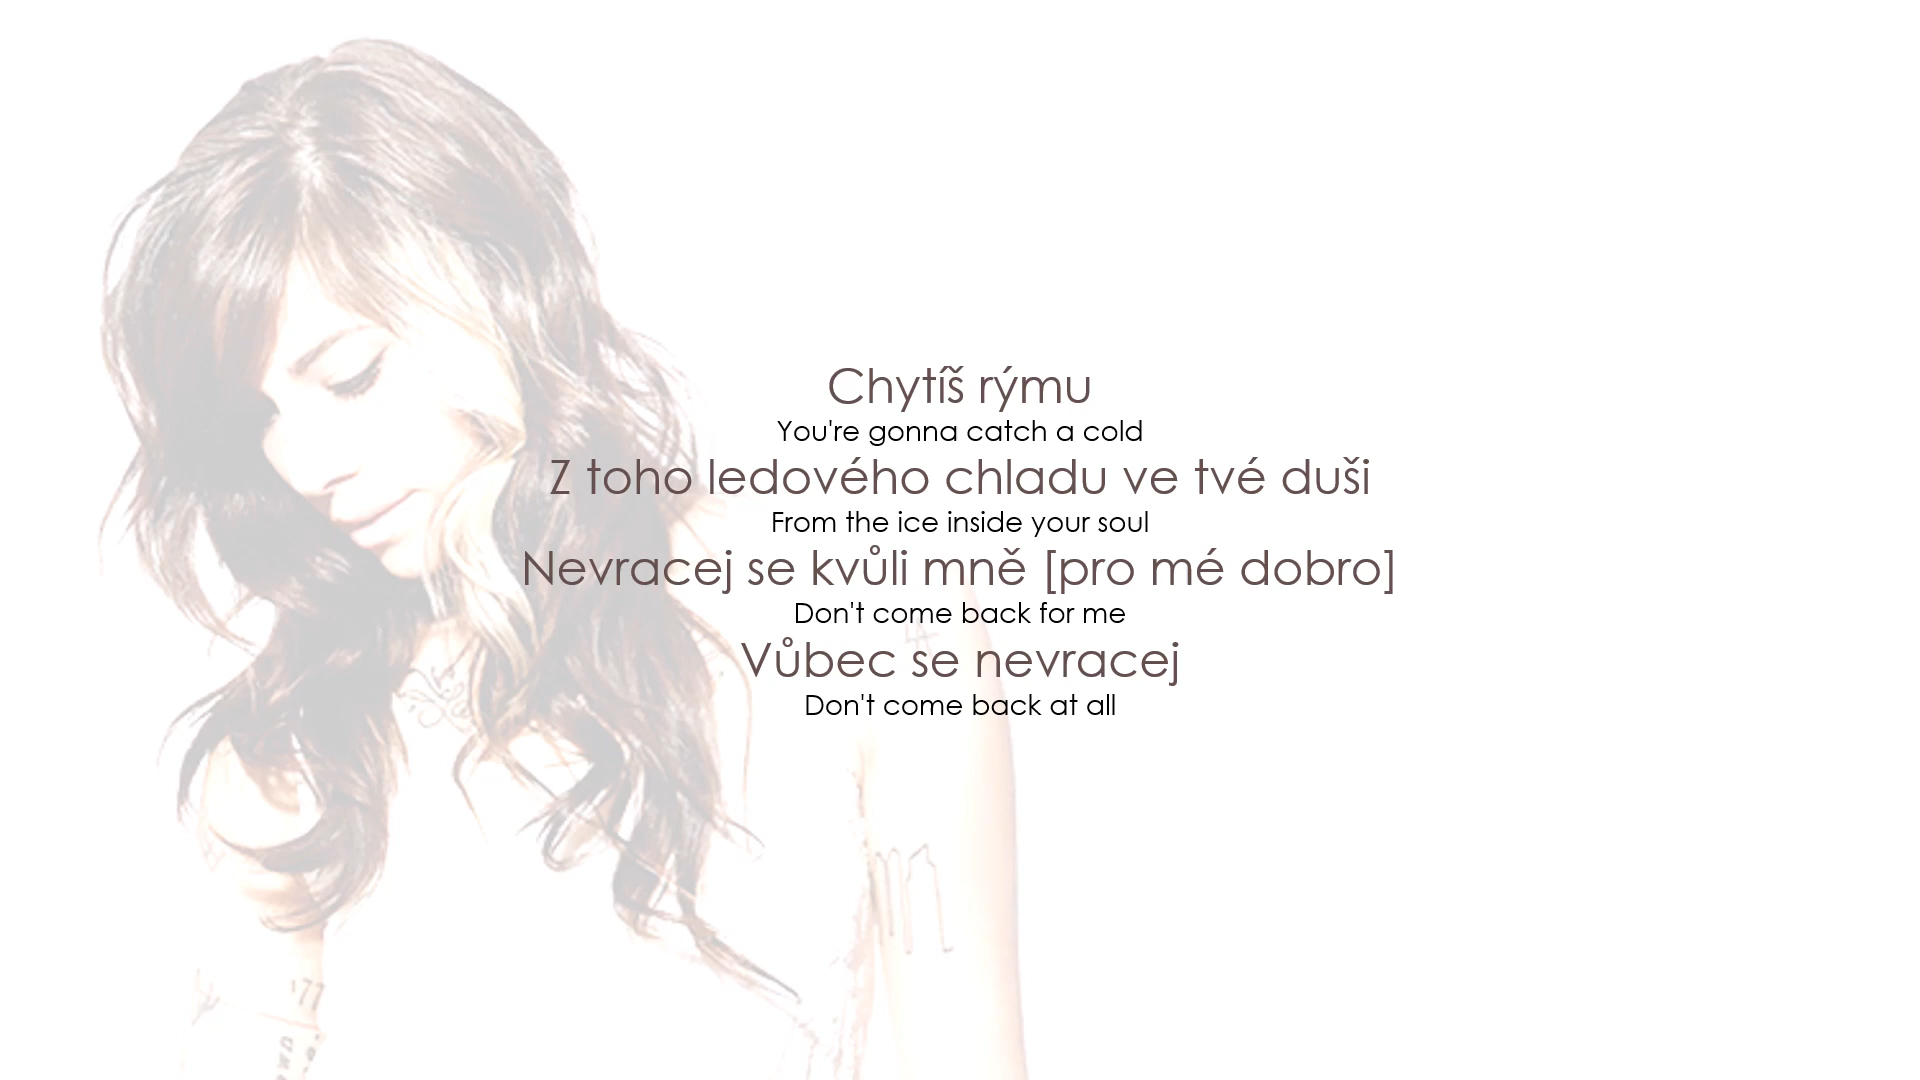 Chytíš rýmu
You're gonna catch a cold
Z toho ledového chladu ve tvé duši
From the ice inside your soul
Nevracej se kvůli mně [pro mé dobro]
Don't come back for me
Vůbec se nevracej
Don't come back at all
177